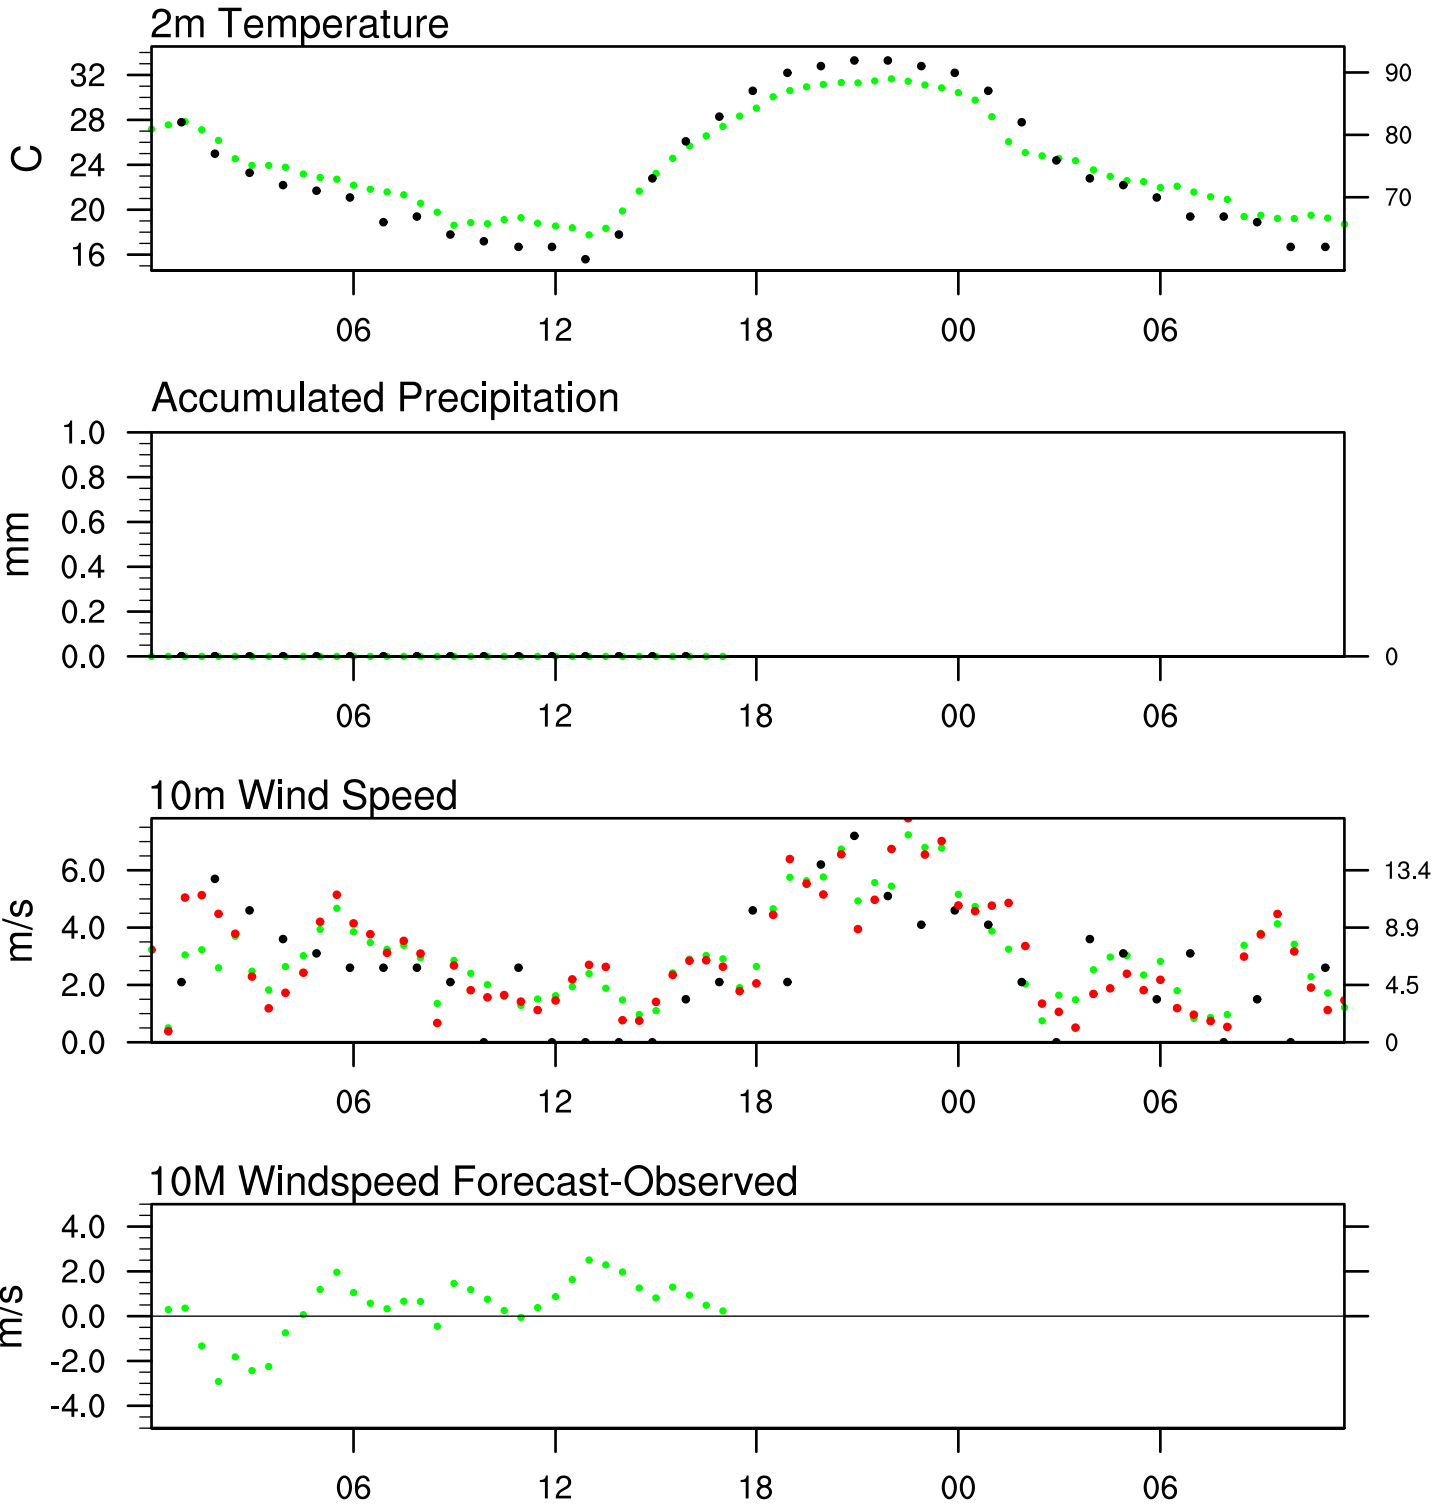 2m Temperature
C
32
28
24
20
16
90
80
70
06 12 18 00 06
Accumulated Precipitation
mm
1.0
0.8
0.6
0.4
0.2
0.0
0
06 12 18 00 06
10m Wind Speed
m/s
6.0
4.0
2.0
0.0
13.4
8.9
4.5
0
06 12 18 00 06
10M Windspeed Forecast-Observed
m/s
4.0
2.0
0.0
-2.0
-4.0
06 12 18 00 06